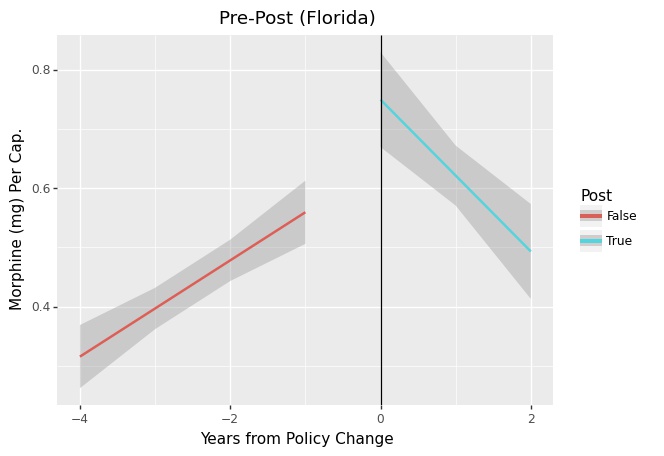 Pre-Post (Florida)
Morphine (mg) Per Cap.
0.8
0.6
0.4
−4
−2
0
2
Years from Policy Change
Post
False
True